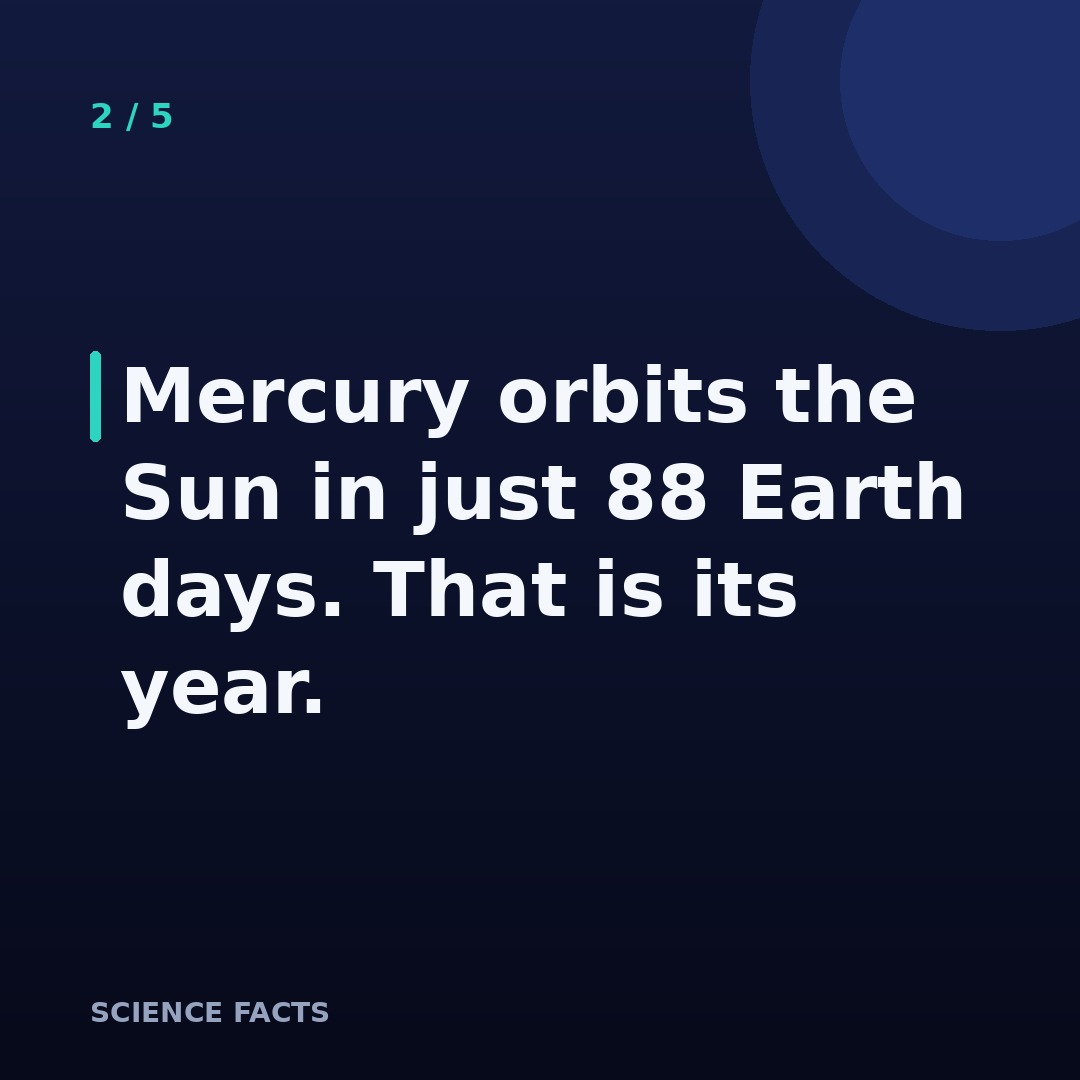 2 / 5
Mercury orbits the
Sun in just 88 Earth
days. That is its
year.
SCIENCE FACTS